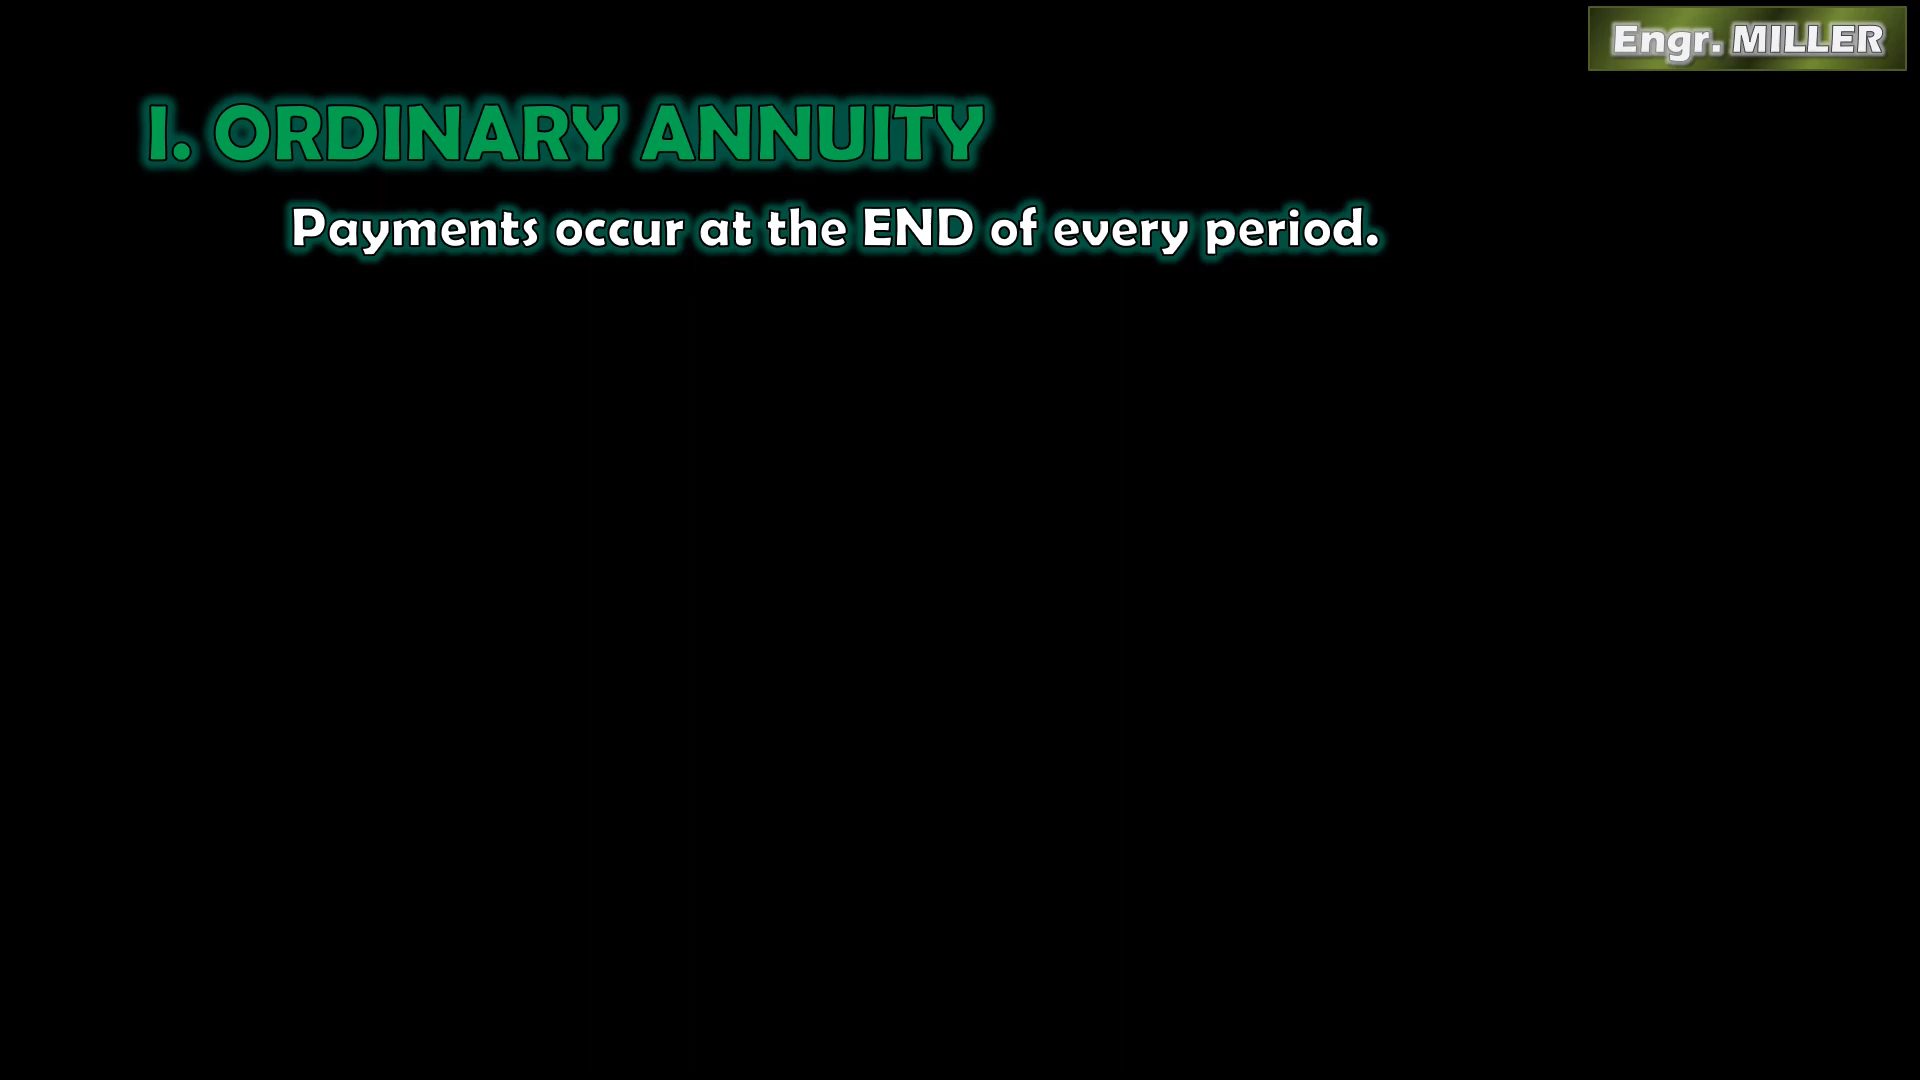 Engr. MILLER
I. ORDINARY ANNUITY
Payments occur at the END of every period.